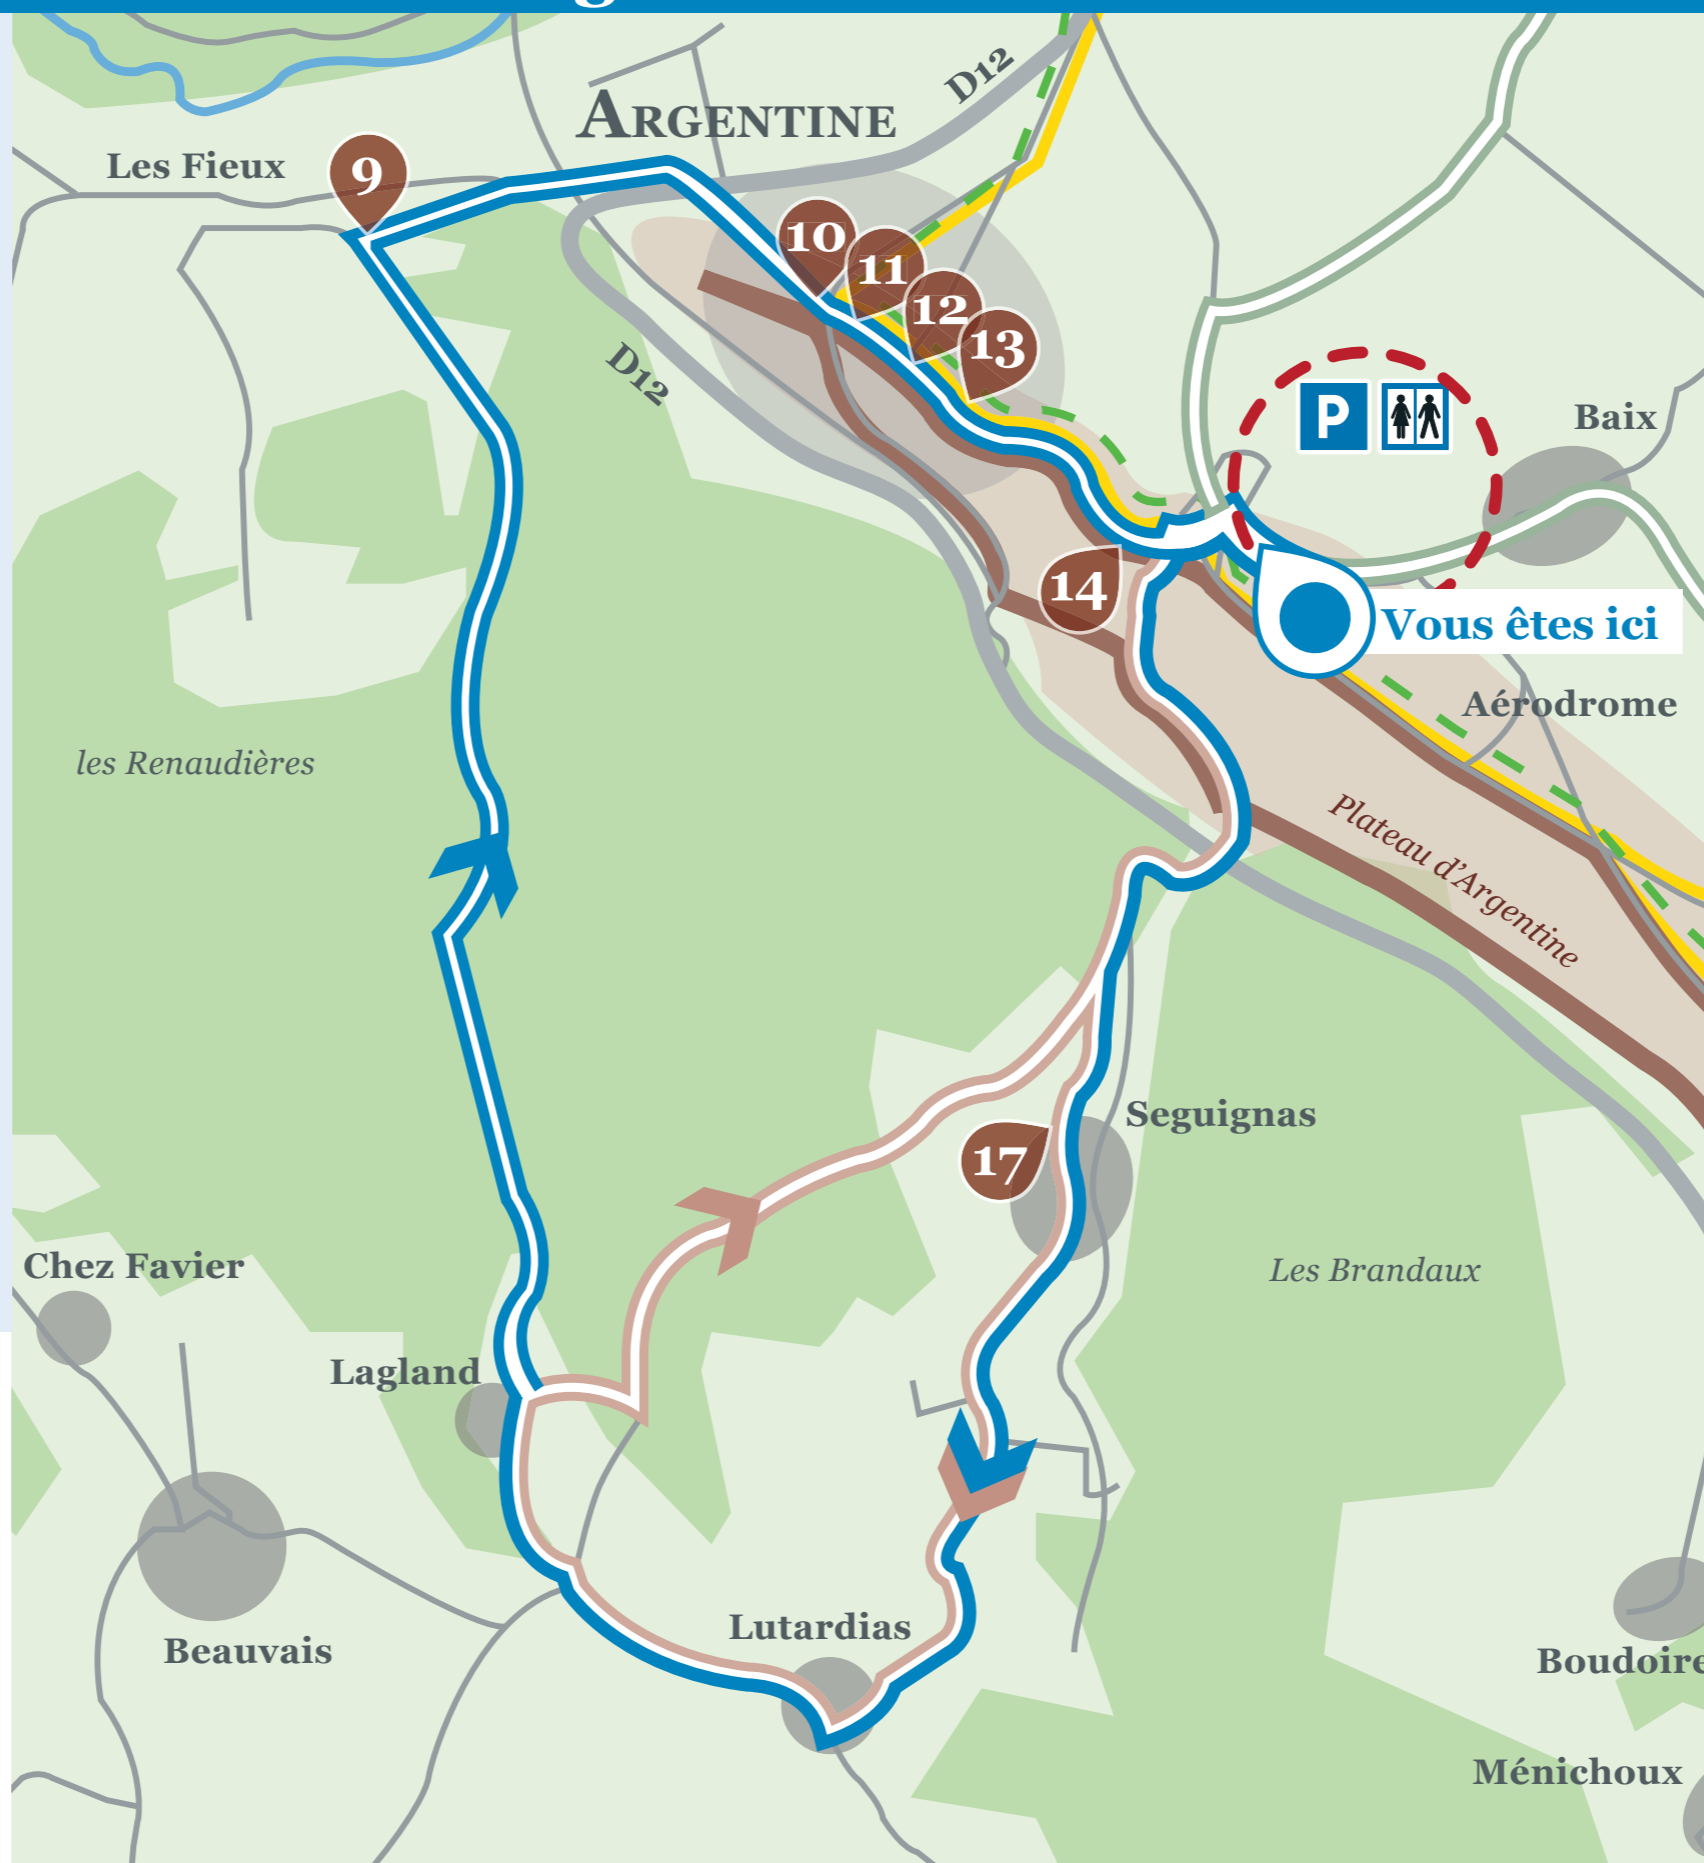 D12
ARGENTINE
Les Fieux
9
10
11
12
13
D12
P
Baix
14
Vous êtes ici
Aérodrome
les Renaudières
Plateau d'Argentine
Seguignas
17
Chez Favier
Les Brandaux
Lagland
Lutardias
Beauvais
Boudoire
Ménichoux